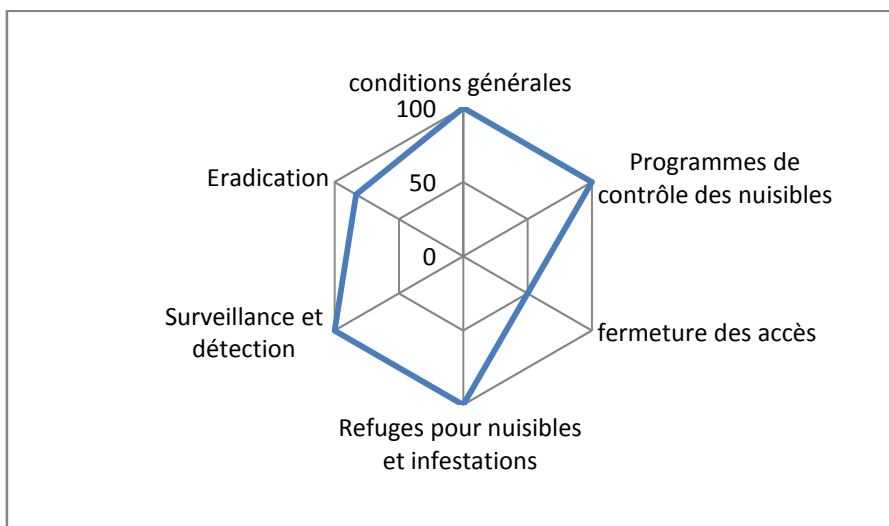 conditions générales
100
Programmes de
contrôle des nuisibles
Eradication
50
0
Surveillance et
détection
fermeture des accès
Refuges pour nuisibles
et infestations